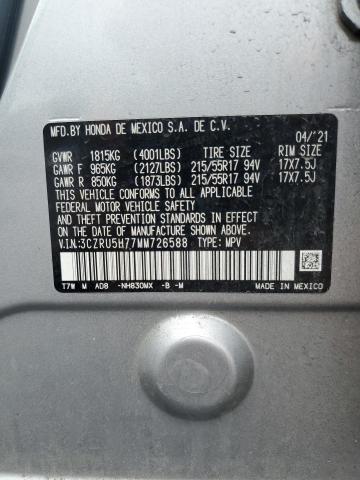 MFD.BY HONDA DE MEXICO S.A. DE C.V. 04/'21
GVWR 1815KG (4001LBS) TIRE SIZE RIM SIZE
GAWR F 965KG (2127LBS) 215/55R17 94V 17X7.5J
GAWR R 850KG (1873LBS) 215/55R17 94V 17X7.5J
THIS VEHICLE CONFORMS TO ALL APPLICABLE
FEDERAL MOTOR VEHICLE SAFETY AND THEFT
PREVENTION STANDARDS IN EFFECT
ON THE DATE OF MANUFACTURE SHOWN ABOVE.
V.I.N:3CZRU5H77MM726588 TYPE: MPV
T7W M AD8 -NH830MX -B -M
MADE IN MEXICO